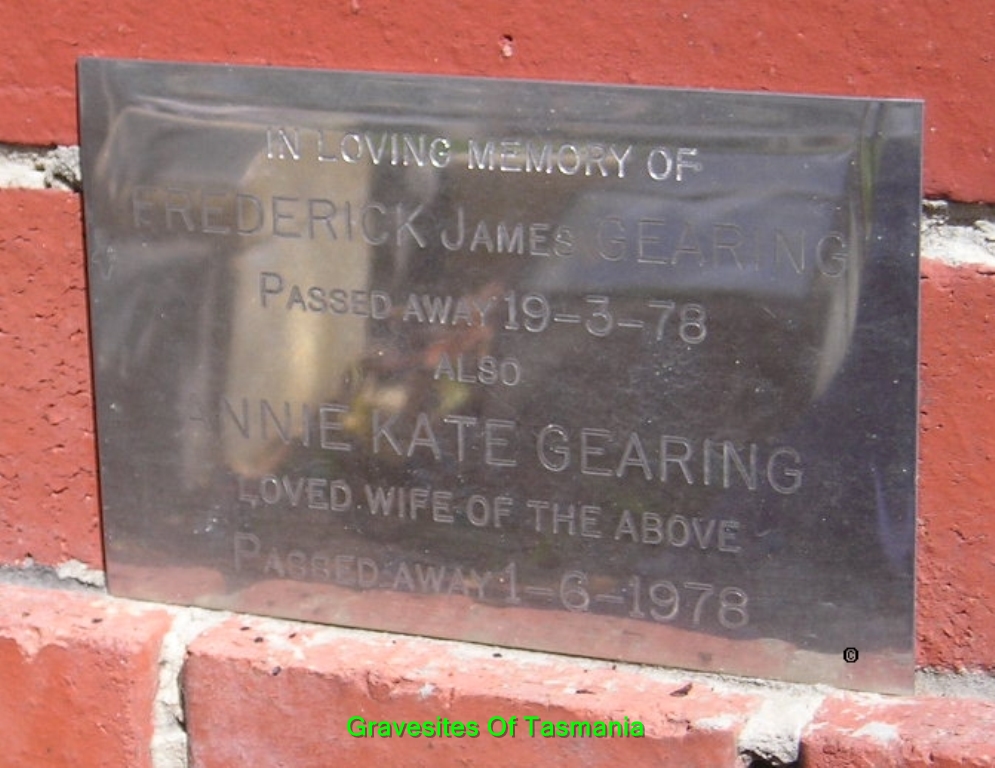 IN LOVING MEMORY OF
FREDERICK JAMES GEARING
PASSED AWAY 19-3-78
ALSO
ANNIE KATE GEARING
LOVED WIFE OF THE ABOVE
PASSED AWAY 1-6-1978
©
Gravesites Of Tasmania